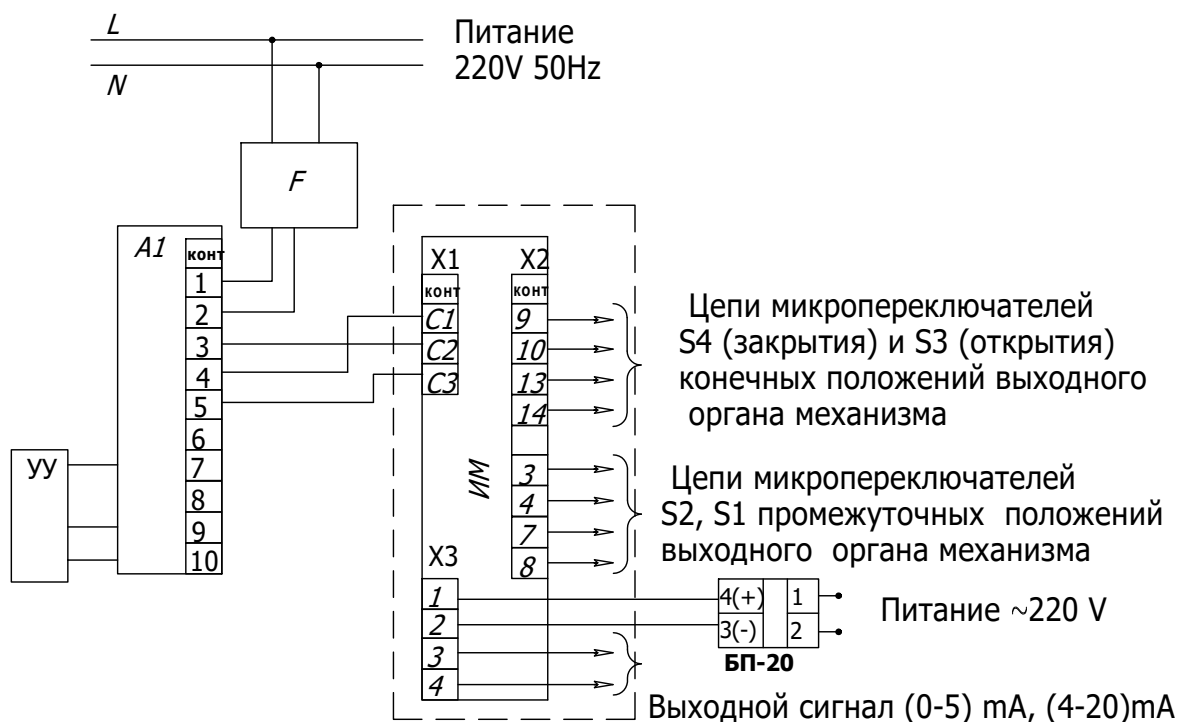 L
Питание
220V 50Hz
N
F
A1
конт
1
2
3
4
5
6
7
8
9
10
УУ
X1
конт
C1
C2
C3
ИМ
X2
конт
9
10
13
14
3
4
7
8
Цепи микропереключателей
S4 (закрытия) и S3 (открытия)
конечных положений выходного
органа механизма
Цепи микропереключателей
S2, S1 промежуточных положений
выходного органа механизма
X3
1
2
3
4
4(+) 1
3(-) 2
БП-20
Питание ~220 V
Выходной сигнал (0-5) mA, (4-20)mA